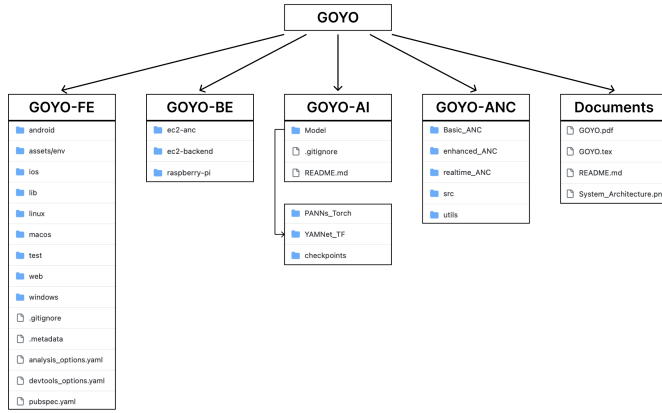 GOYO
GOYO-FE
android
assets/env
ios
lib
linux
macos
test
web
windows
.gitignore
.metadata
analysis_options.yaml
devtools_options.yaml
pubspec.yaml
GOYO-BE
ec2-anc
ec2-backend
raspberry-pi
GOYO-AI
Model
.gitignore
README.md
PANNs_Torch
YAMNet_TF
checkpoints
GOYO-ANC
Basic_ANC
enhanced_ANC
realtime_ANC
src
utils
Documents
GOYO.pdf
GOYO.tex
README.md
System_Architecture.pn